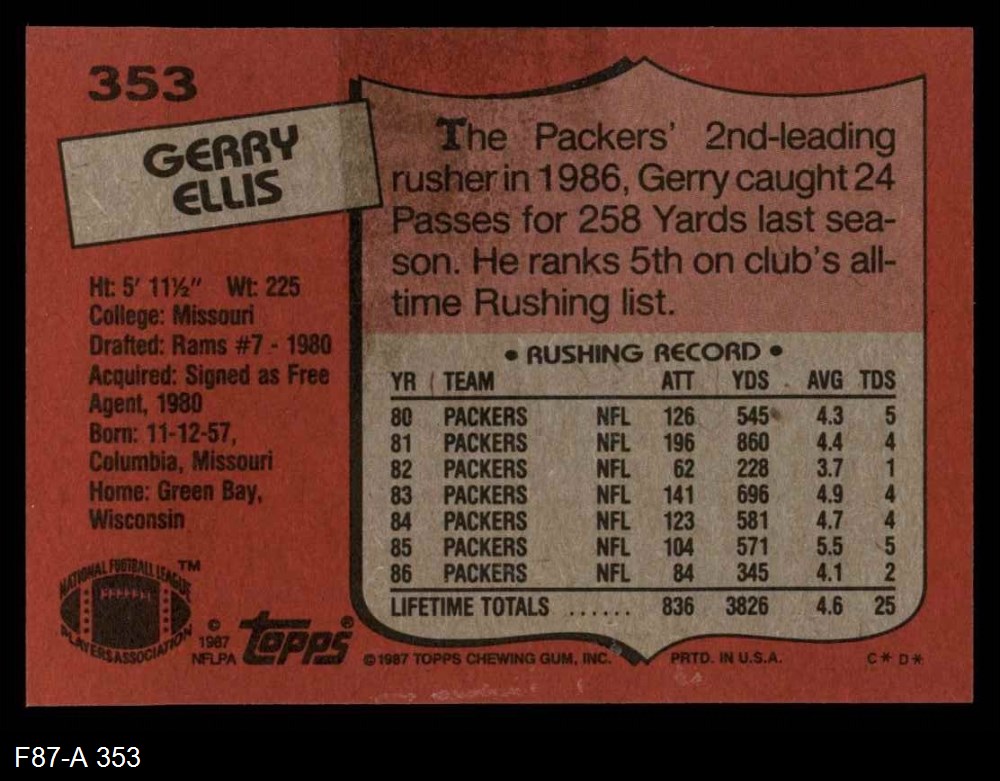 353
GERRY
ELLIS
Ht: 5' 11½" Wt: 225
College: Missouri
Drafted: Rams #7 - 1980
Acquired: Signed as Free
Agent, 1980
Born: 11-12-57,
Columbia, Missouri
Home: Green Bay,
Wisconsin
The Packers' 2nd-leading
rusher in 1986, Gerry caught 24
Passes for 258 Yards last sea-
son. He ranks 5th on club's all-
time Rushing list.
• RUSHING RECORD •
YR TEAM ATT YDS AVG TDS
80 PACKERS NFL 126 545 4.3 5
81 PACKERS NFL 196 860 4.4 4
82 PACKERS NFL 62 228 3.7 1
83 PACKERS NFL 141 696 4.9 4
84 PACKERS NFL 123 581 4.7 4
85 PACKERS NFL 104 571 5.5 5
86 PACKERS NFL 84 345 4.1 2
LIFETIME TOTALS ...... 836 3826 4.6 25
NATIONAL FOOTBALL LEAGUE TM
PLAYERS ASSOCIATION
©
1987
NFLPA
topps®
©1987 TOPPS CHEWING GUM, INC. PRTD. IN U.S.A. C* D*
F87-A 353